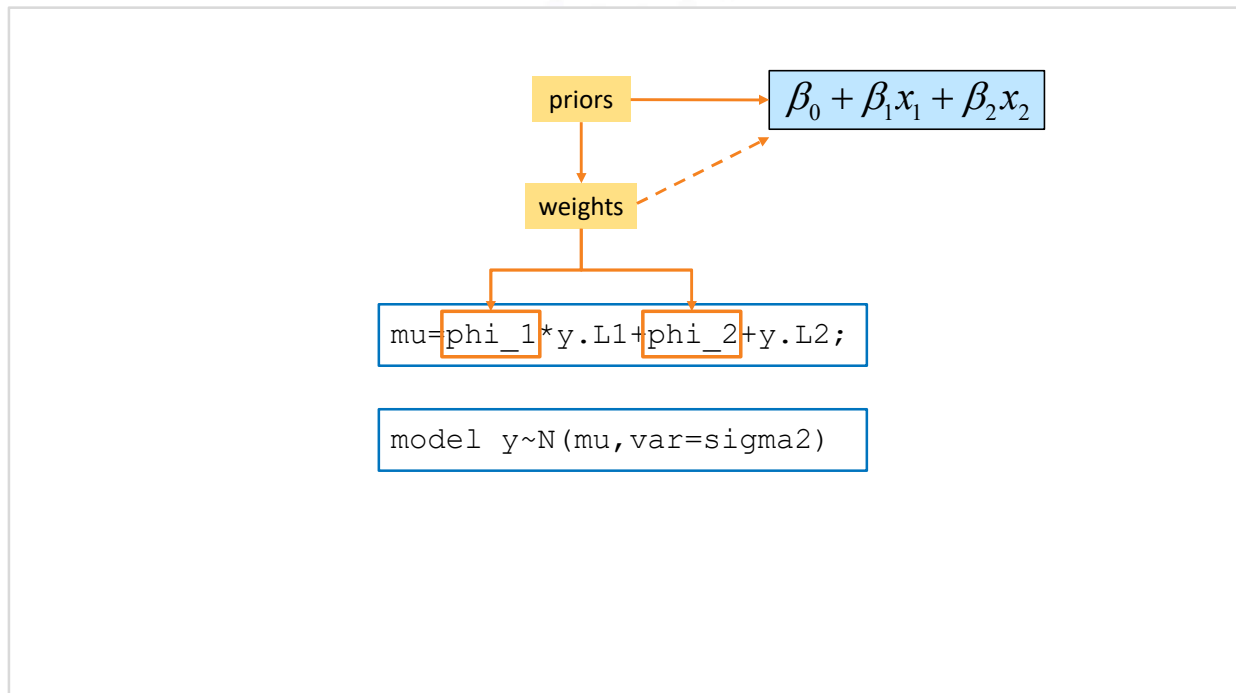 priors
β₀ + β₁x₁ + β₂x₂
weights
mu=phi_1*y.L1+phi_2+y.L2;
model y~N(mu,var=sigma2)